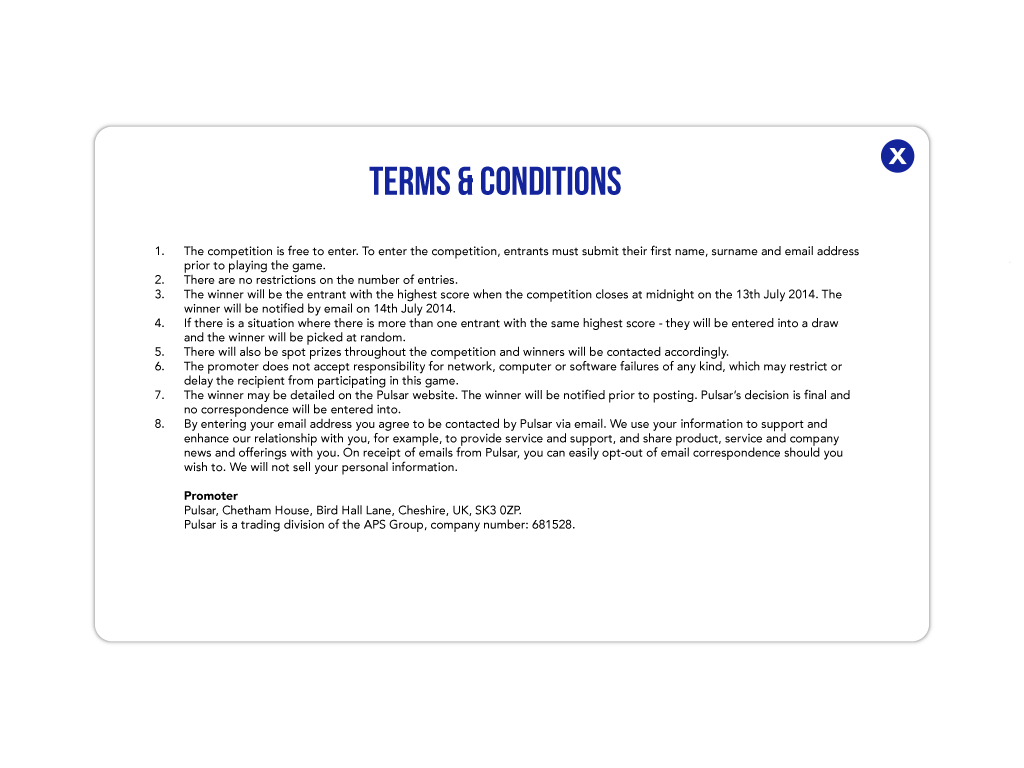 X
TERMS & CONDITIONS
1. The competition is free to enter. To enter the competition, entrants must submit their first name, surname and email address
prior to playing the game.
2. There are no restrictions on the number of entries.
3. The winner will be the entrant with the highest score when the competition closes at midnight on the 13th July 2014. The
winner will be notified by email on 14th July 2014.
4. If there is a situation where there is more than one entrant with the same highest score - they will be entered into a draw
and the winner will be picked at random.
5. There will also be spot prizes throughout the competition and winners will be contacted accordingly.
6. The promoter does not accept responsibility for network, computer or software failures of any kind, which may restrict or
delay the recipient from participating in this game.
7. The winner may be detailed on the Pulsar website. The winner will be notified prior to posting. Pulsar’s decision is final and
no correspondence will be entered into.
8. By entering your email address you agree to be contacted by Pulsar via email. We use your information to support and
enhance our relationship with you, for example, to provide service and support, and share product, service and company
news and offerings with you. On receipt of emails from Pulsar, you can easily opt-out of email correspondence should you
wish to. We will not sell your personal information.
Promoter
Pulsar, Chetham House, Bird Hall Lane, Cheshire, UK, SK3 0ZP.
Pulsar is a trading division of the APS Group, company number: 681528.